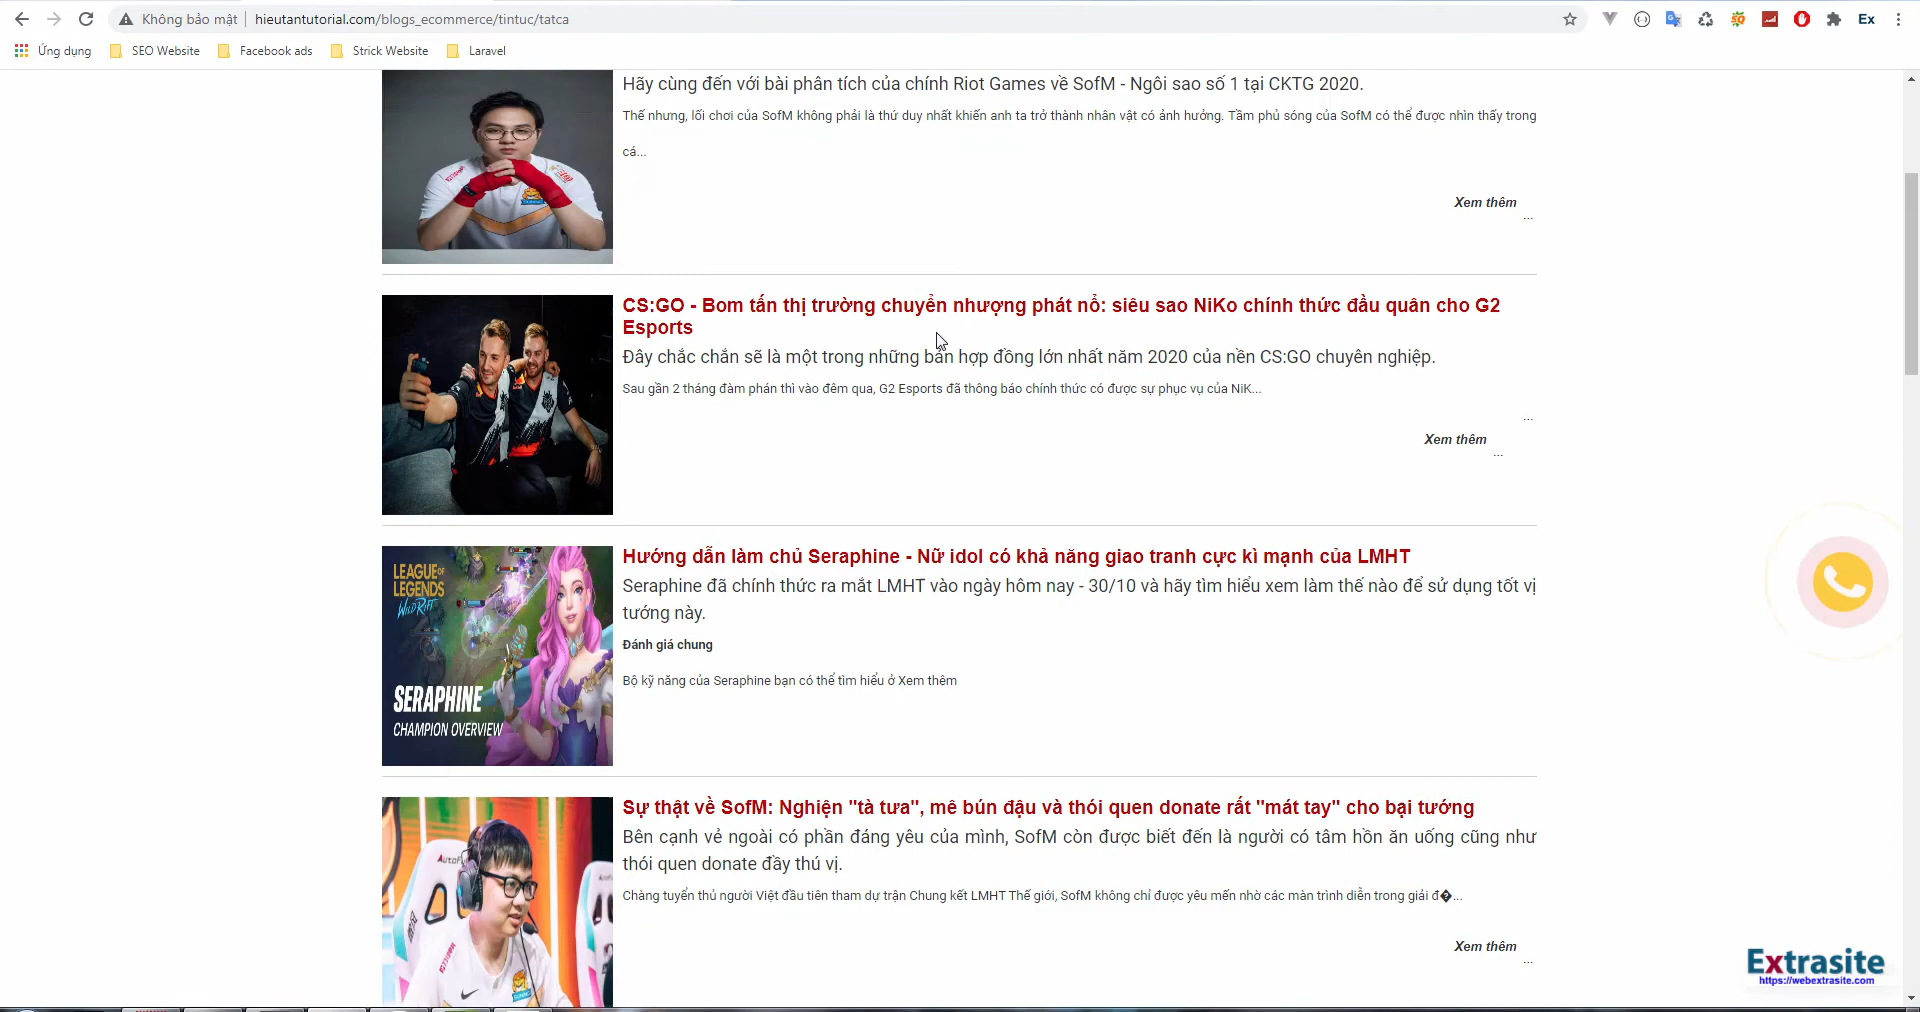 Không bảo mật
hieutantutorial.com/blogs_ecommerce/tintuc/tatca
Ex
Ứng dụng
SEO Website
Facebook ads
Strick Website
Laravel
Hãy cùng đến với bài phân tích của chính Riot Games về SofM - Ngôi sao số 1 tại CKTG 2020.
Thế nhưng, lối chơi của SofM không phải là thứ duy nhất khiến anh ta trở thành nhân vật có ảnh hưởng. Tầm phủ sóng của SofM có thể được nhìn thấy trong
cá...
Xem thêm
...
CS:GO - Bom tấn thị trường chuyển nhượng phát nổ: siêu sao NiKo chính thức đầu quân cho G2
Esports
Đây chắc chắn sẽ là một trong những bản hợp đồng lớn nhất năm 2020 của nền CS:GO chuyên nghiệp.
Sau gần 2 tháng đàm phán thì vào đêm qua, G2 Esports đã thông báo chính thức có được sự phục vụ của NiK...
...
Xem thêm
...
LEAGUE OF
LEGENDS
WILD RIFT
SERAPHINE
CHAMPION OVERVIEW
Hướng dẫn làm chủ Seraphine - Nữ idol có khả năng giao tranh cực kì mạnh của LMHT
Seraphine đã chính thức ra mắt LMHT vào ngày hôm nay - 30/10 và hãy tìm hiểu xem làm thế nào để sử dụng tốt vị
tướng này.
Đánh giá chung
Bộ kỹ năng của Seraphine bạn có thể tìm hiểu ở Xem thêm
Sự thật về SofM: Nghiện "tà tưa", mê bún đậu và thói quen donate rất "mát tay" cho bại tướng
Bên cạnh vẻ ngoài có phần đáng yêu của mình, SofM còn được biết đến là người có tâm hồn ăn uống cũng như
thói quen donate đầy thú vị.
Chàng tuyển thủ người Việt đầu tiên tham dự trận Chung kết LMHT Thế giới, SofM không chỉ được yêu mến nhờ các màn trình diễn trong giải đ�...
Xem thêm
...
Extrasite
https://webextrasite.com